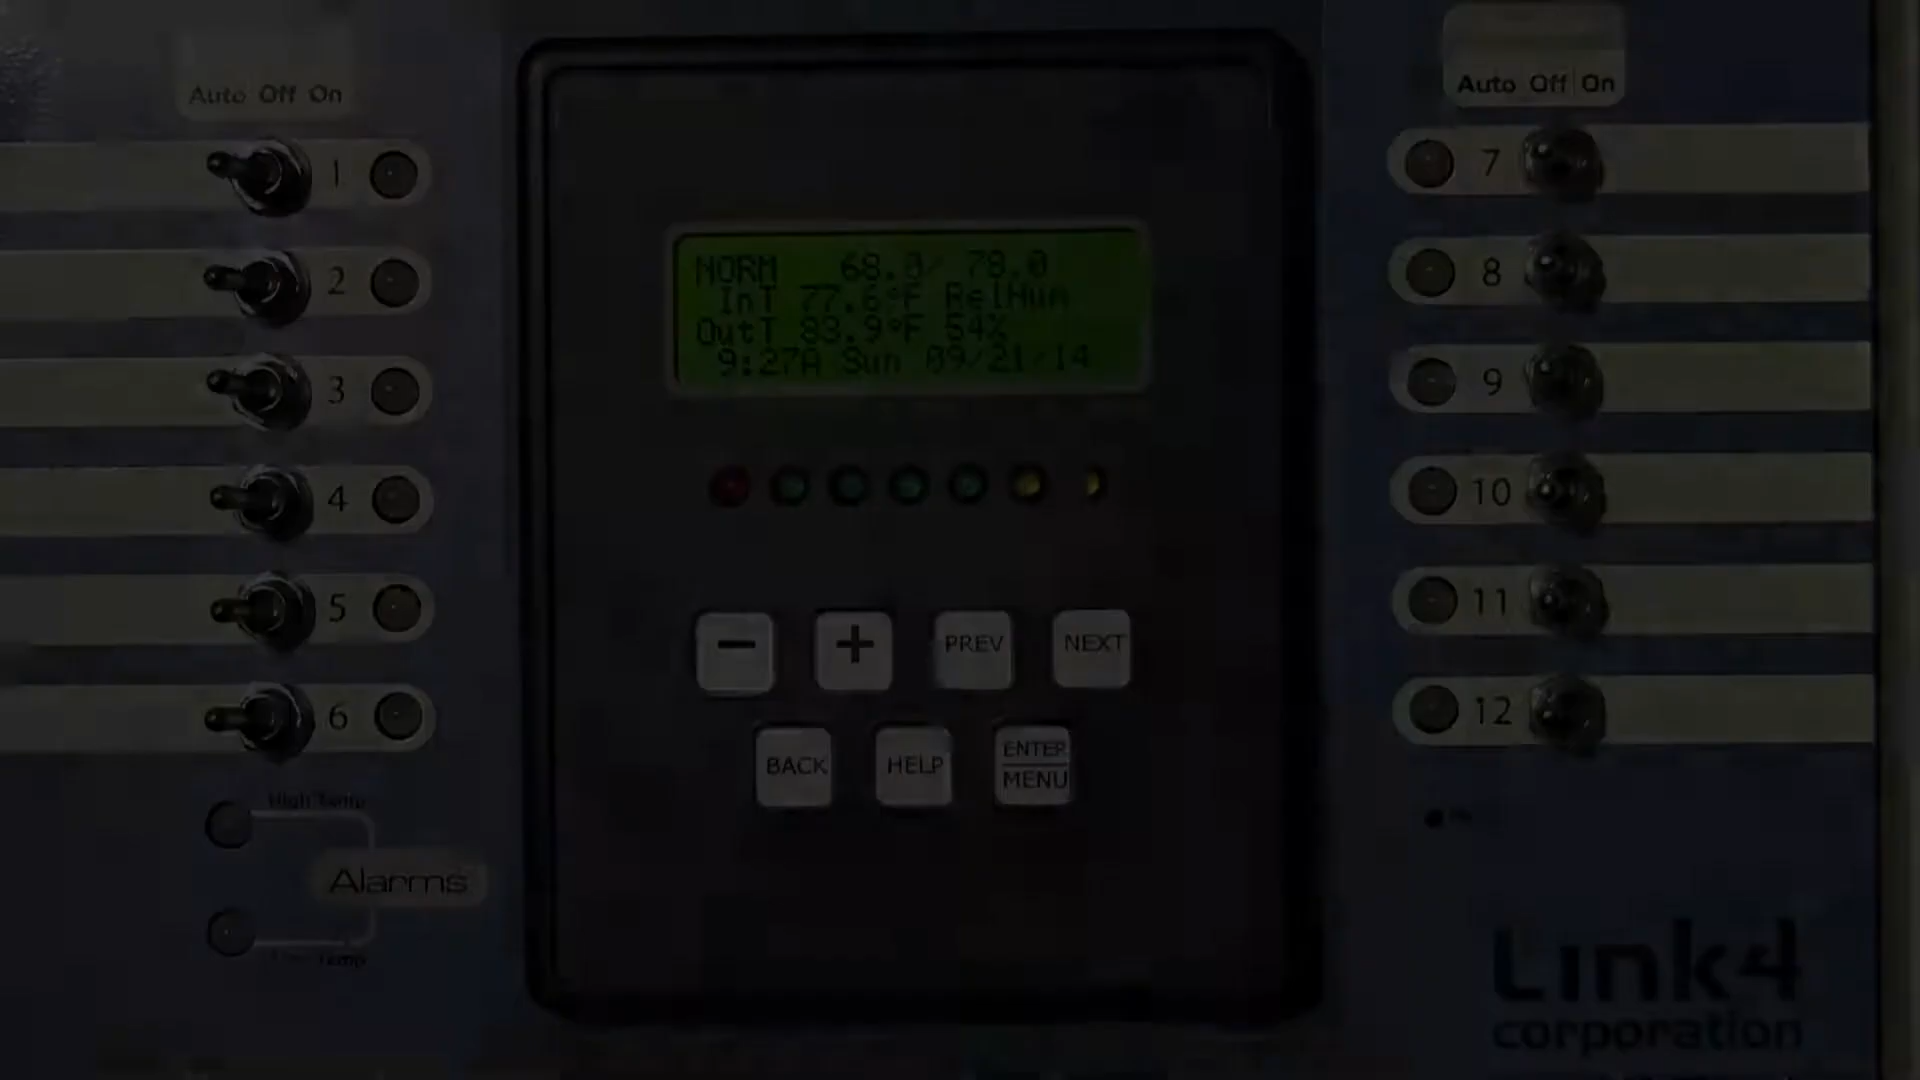 Auto Off On
1
2
3
4
5
6
High Temp
Alarms
Temp
NORM 68.0/ 78.0
InT 77.6°F RelHum
OutT 83.9°F 54%
9:27A Sun 09/21/14
− +
PREV NEXT
BACK HELP ENTER
MENU
Auto Off On
7
8
9
10
11
12
Link4
corporation